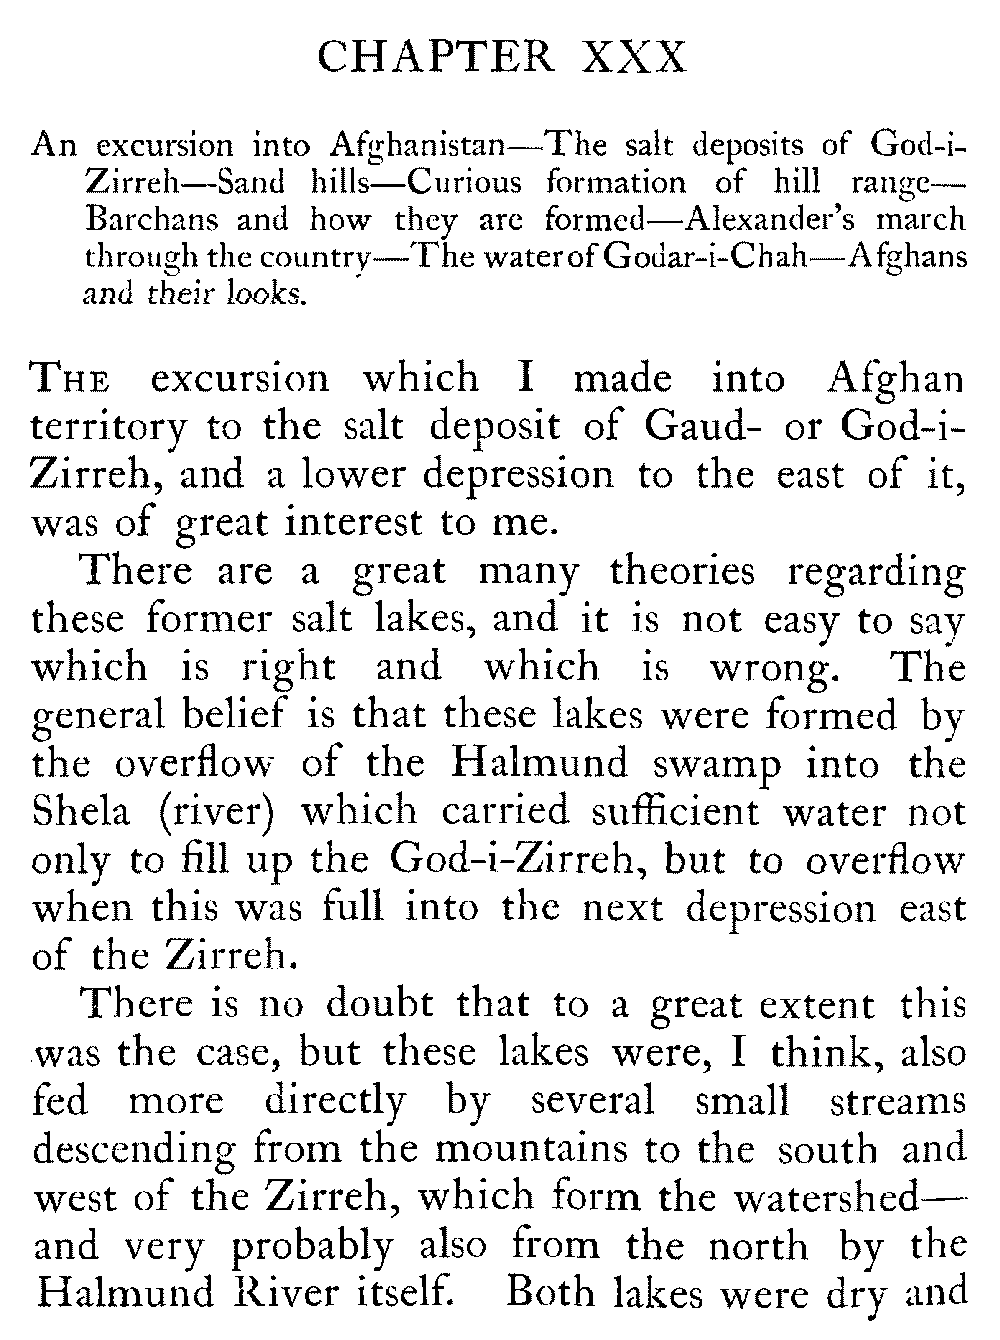 CHAPTER XXX
An excursion into Afghanistan—The salt deposits of God-i-
Zirreh—Sand hills—Curious formation of hill range—
Barchans and how they are formed—Alexander's march
through the country—The water of Godar-i-Chah—Afghans
and their looks.
THE excursion which I made into Afghan
territory to the salt deposit of Gaud- or God-i-
Zirreh, and a lower depression to the east of it,
was of great interest to me.
There are a great many theories regarding
these former salt lakes, and it is not easy to say
which is right and which is wrong. The
general belief is that these lakes were formed by
the overflow of the Halmund swamp into the
Shela (river) which carried sufficient water not
only to fill up the God-i-Zirreh, but to overflow
when this was full into the next depression east
of the Zirreh.
There is no doubt that to a great extent this
was the case, but these lakes were, I think, also
fed more directly by several small streams
descending from the mountains to the south and
west of the Zirreh, which form the watershed—
and very probably also from the north by the
Halmund River itself. Both lakes were dry and